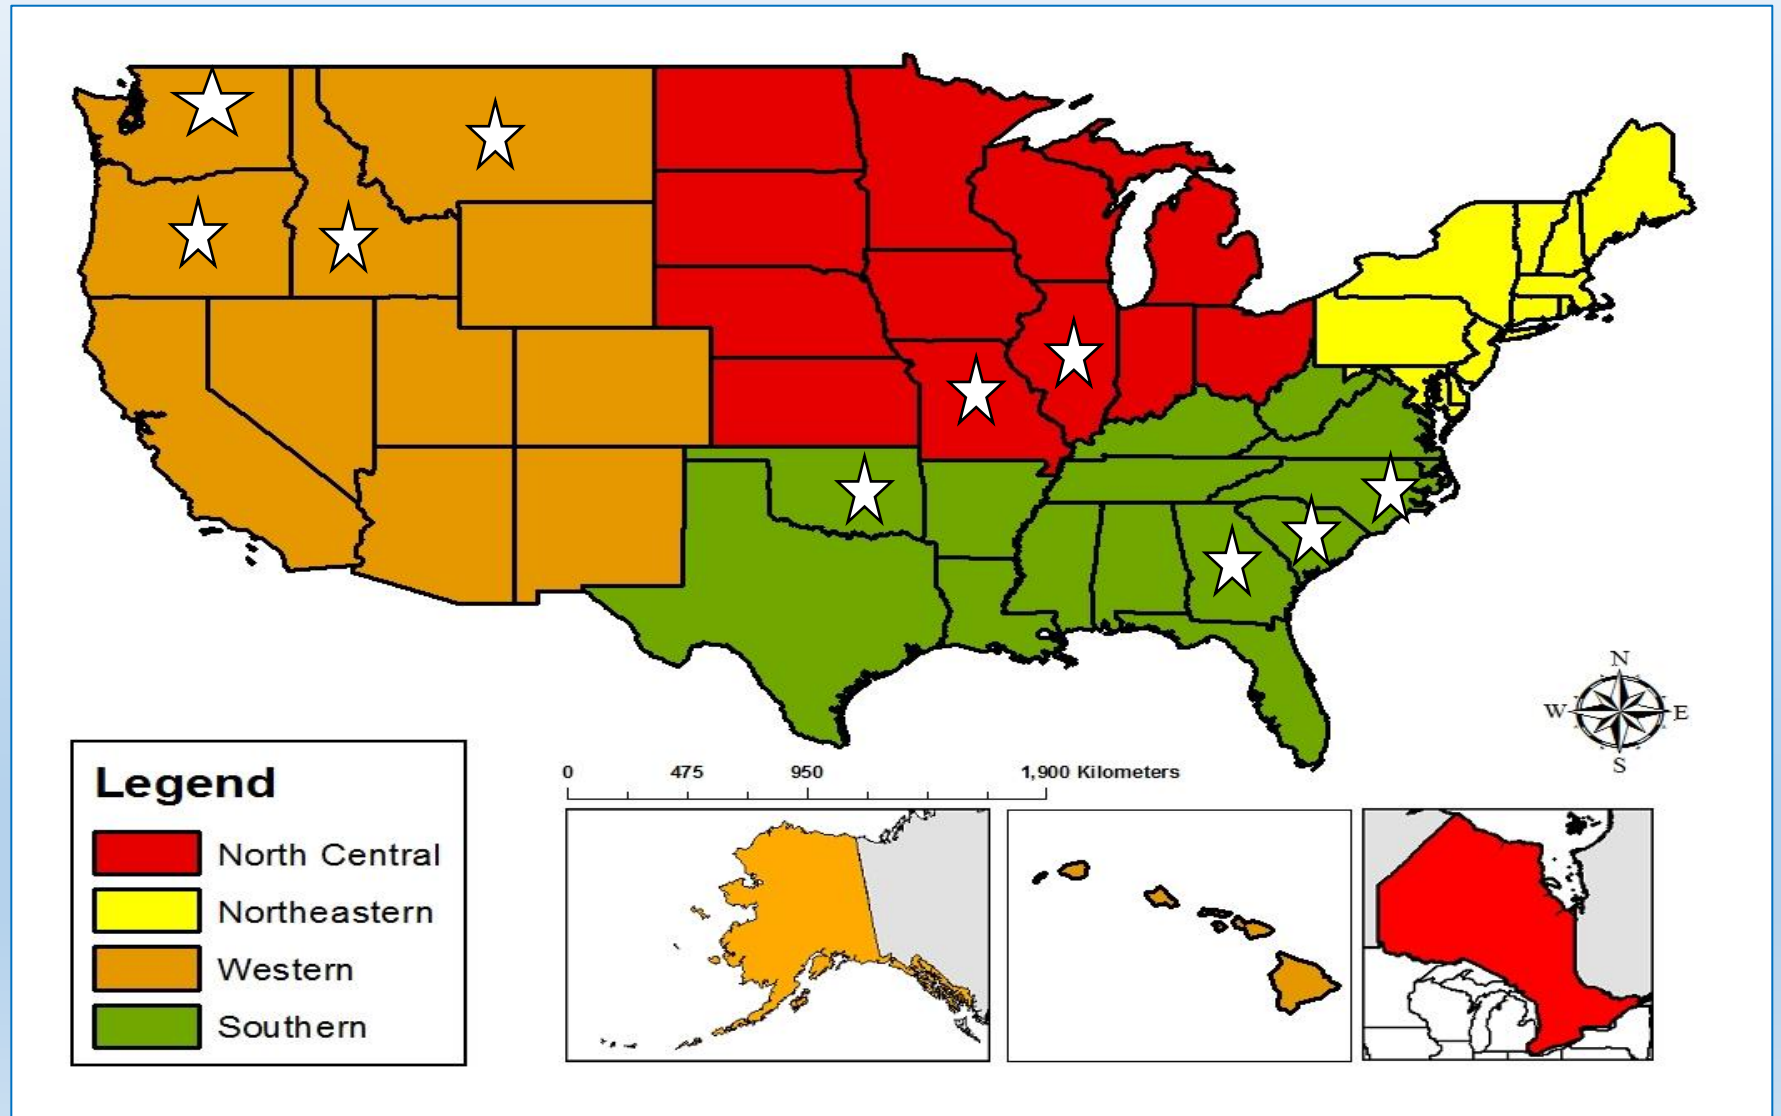 N
W E
S
Legend
North Central
Northeastern
Western
Southern
0 475 950 1,900 Kilometers